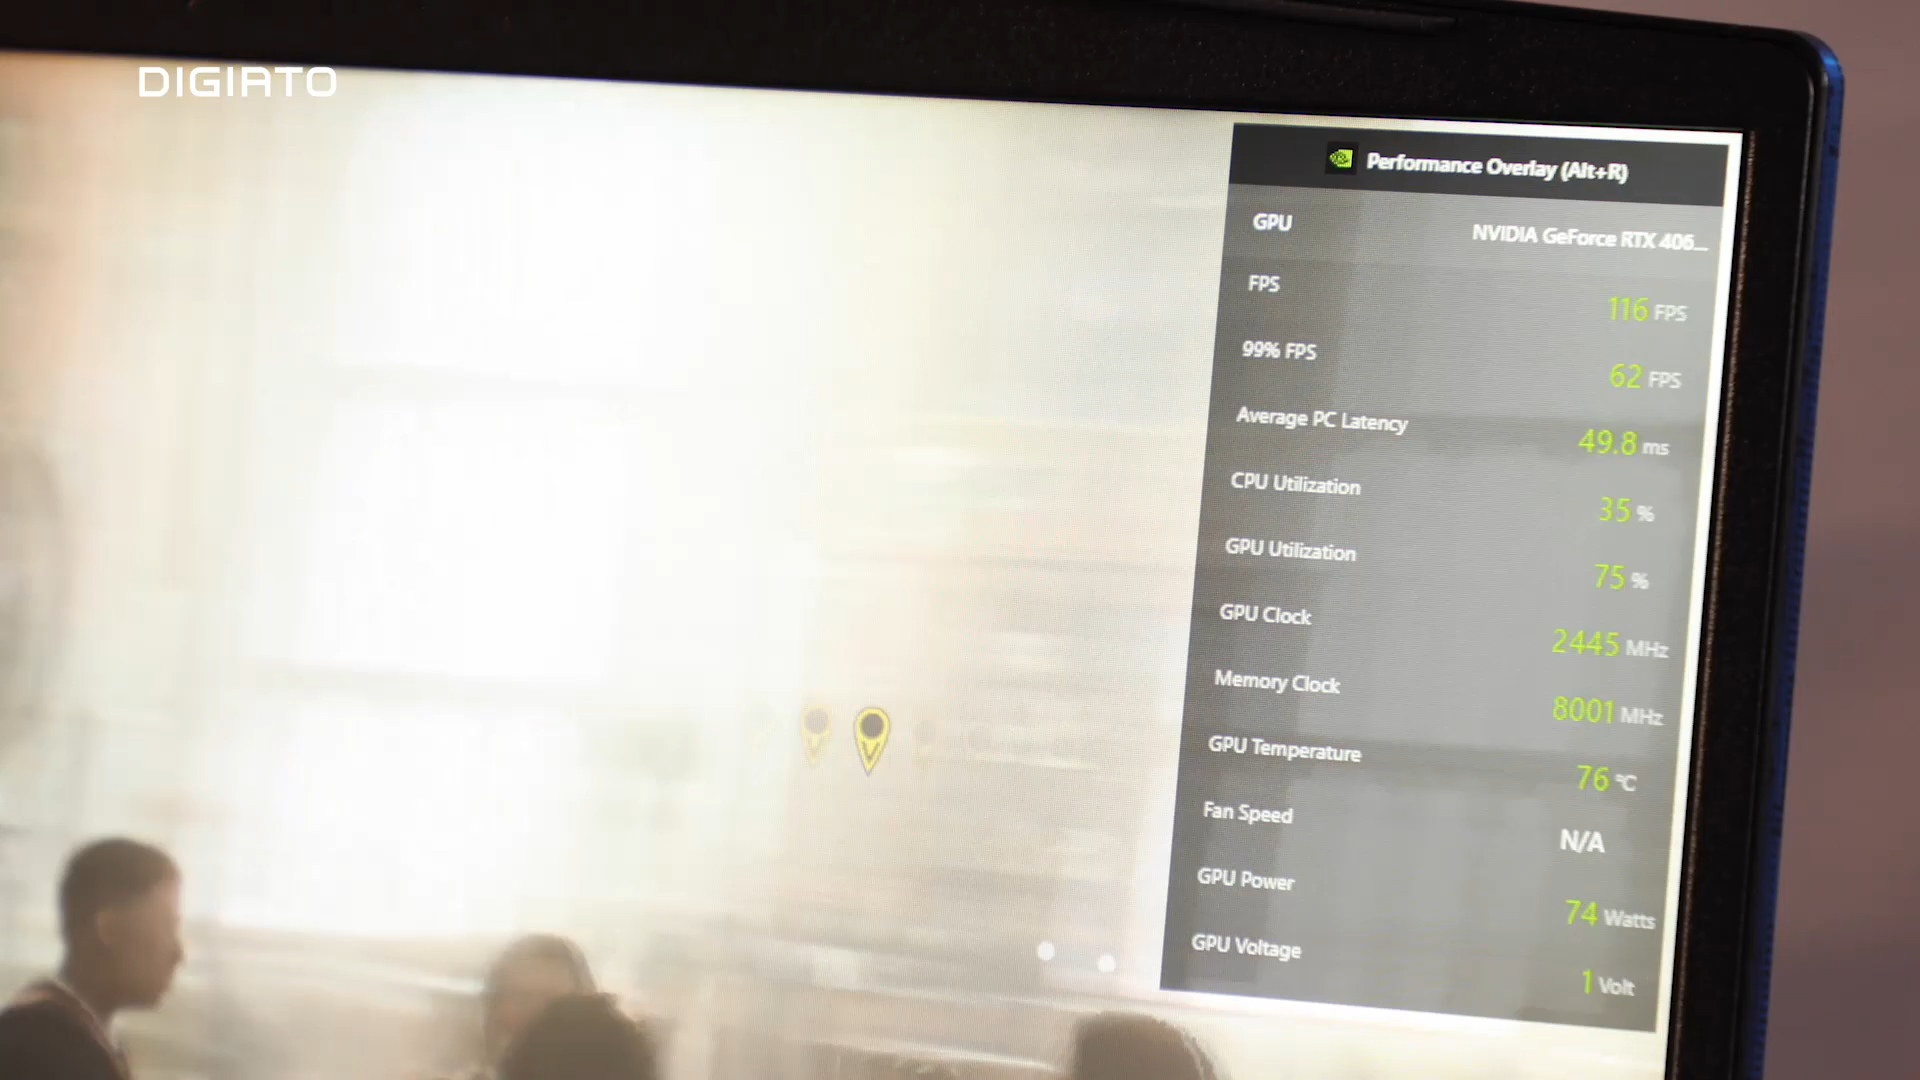 DIGIATO
Performance Overlay (Alt+R)
GPU NVIDIA GeForce RTX 406...
FPS 116 FPS
99% FPS 62 FPS
Average PC Latency 49.8 ms
CPU Utilization 35 %
GPU Utilization 75 %
GPU Clock 2445 MHz
Memory Clock 8001 MHz
GPU Temperature 76 °C
Fan Speed N/A
GPU Power 74 Watts
GPU Voltage 1 Volt